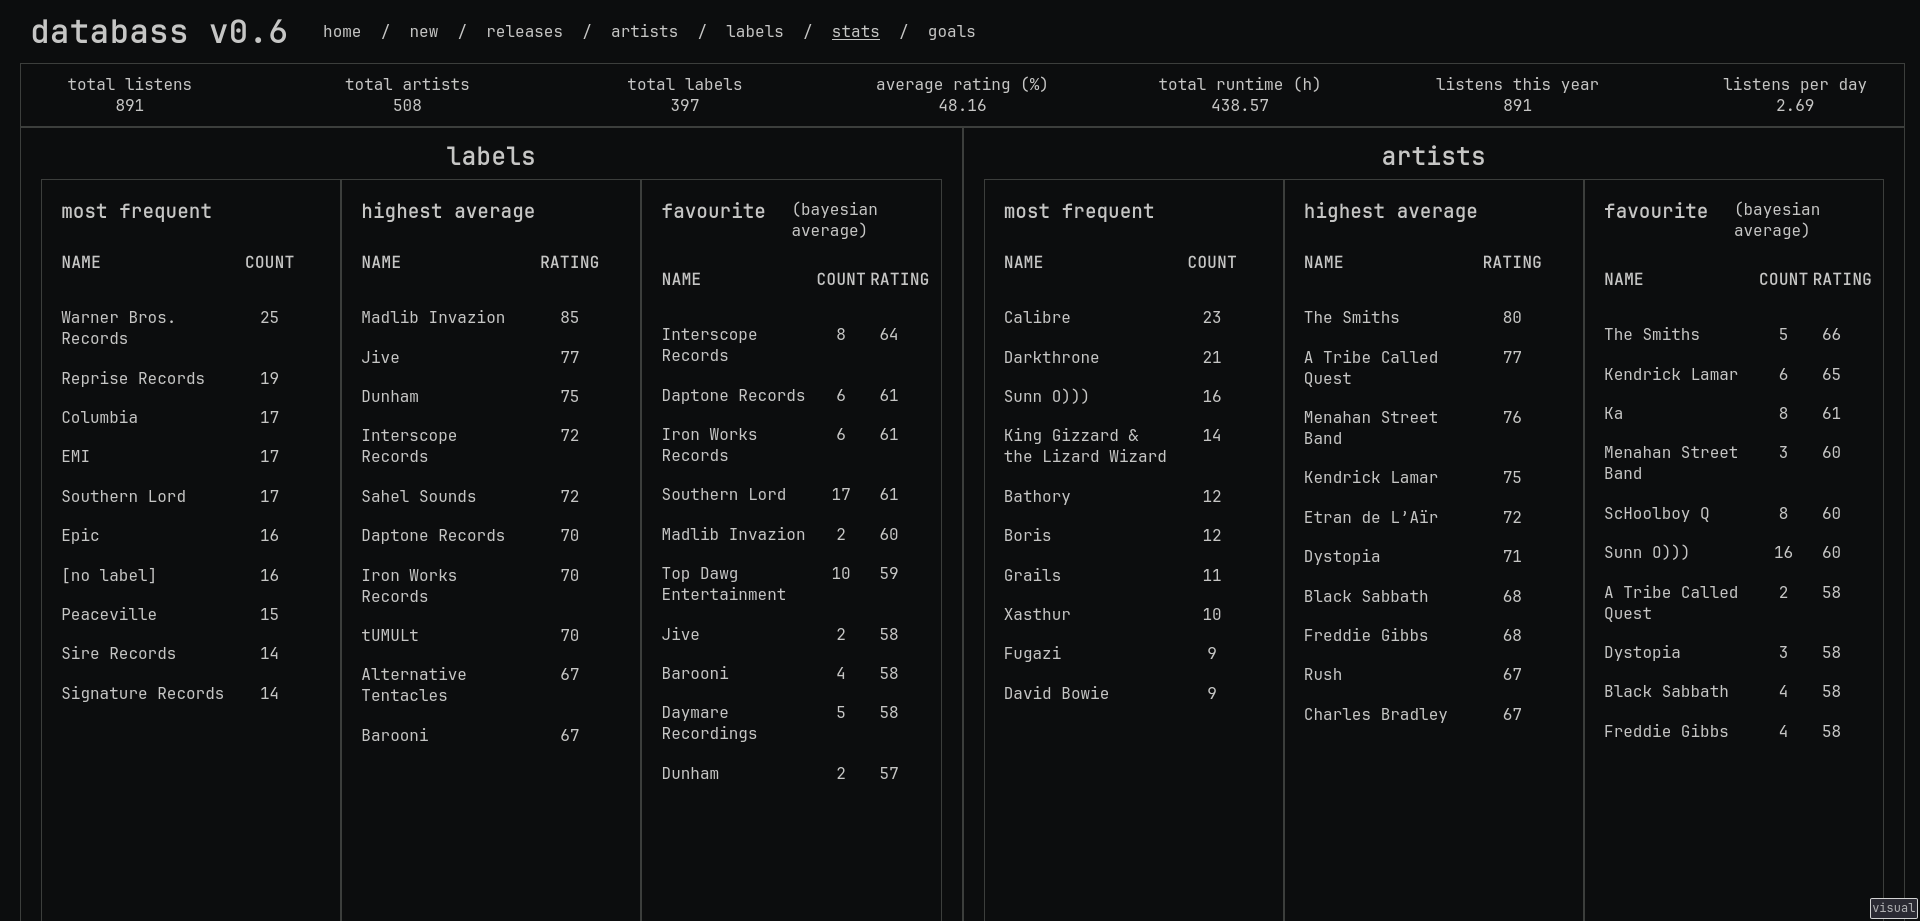 databass v0.6 home / new / releases / artists / labels / stats / goals
total listens total artists total labels average rating (%) total runtime (h) listens this year listens per day
891 508 397 48.16 438.57 891 2.69
labels
most frequent
NAME COUNT
Warner Bros. 25
Records
Reprise Records 19
Columbia 17
EMI 17
Southern Lord 17
Epic 16
[no label] 16
Peaceville 15
Sire Records 14
Signature Records 14
highest average
NAME RATING
Madlib Invazion 85
Jive 77
Dunham 75
Interscope 72
Records
Sahel Sounds 72
Daptone Records 70
Iron Works 70
Records
tUMULt 70
Alternative 67
Tentacles
Barooni 67
favourite (bayesian
average)
NAME COUNT RATING
Interscope 8 64
Records
Daptone Records 6 61
Iron Works 6 61
Records
Southern Lord 17 61
Madlib Invazion 2 60
Top Dawg 10 59
Entertainment
Jive 2 58
Barooni 4 58
Daymare 5 58
Recordings
Dunham 2 57
artists
most frequent
NAME COUNT
Calibre 23
Darkthrone 21
Sunn O))) 16
King Gizzard & 14
the Lizard Wizard
Bathory 12
Boris 12
Grails 11
Xasthur 10
Fugazi 9
David Bowie 9
highest average
NAME RATING
The Smiths 80
A Tribe Called 77
Quest
Menahan Street 76
Band
Kendrick Lamar 75
Etran de L’Aïr 72
Dystopia 71
Black Sabbath 68
Freddie Gibbs 68
Rush 67
Charles Bradley 67
favourite (bayesian
average)
NAME COUNT RATING
The Smiths 5 66
Kendrick Lamar 6 65
Ka 8 61
Menahan Street 3 60
Band
ScHoolboy Q 8 60
Sunn O))) 16 60
A Tribe Called 2 58
Quest
Dystopia 3 58
Black Sabbath 4 58
Freddie Gibbs 4 58
visual